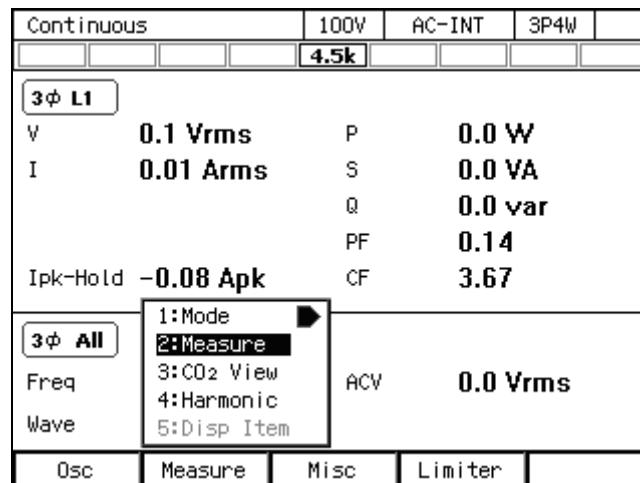 Continuous 100V AC-INT 3P4W
4.5k
3Φ L1
V 0.1 Vrms P 0.0 W
I 0.01 Arms S 0.0 VA
Q 0.0 var
PF 0.14
Ipk-Hold -0.08 Apk CF 3.67
1:Mode
3Φ All 2:Measure
3:CO₂ View
Freq ACV 0.0 Vrms
4:Harmonic
Wave 5:Disp Item
Osc Measure Misc Limiter